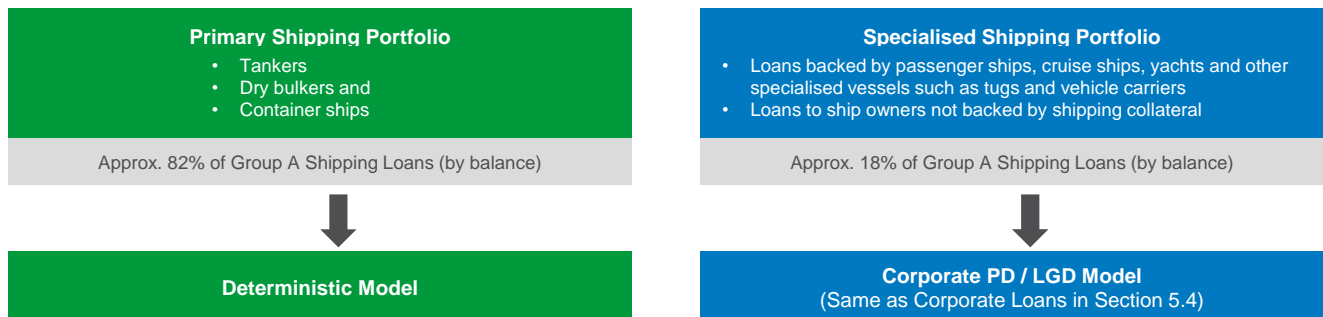 Primary Shipping Portfolio
• Tankers
• Dry bulkers and
• Container ships
Approx. 82% of Group A Shipping Loans (by balance)
Deterministic Model
Specialised Shipping Portfolio
• Loans backed by passenger ships, cruise ships, yachts and other
specialised vessels such as tugs and vehicle carriers
• Loans to ship owners not backed by shipping collateral
Approx. 18% of Group A Shipping Loans (by balance)
Corporate PD / LGD Model
(Same as Corporate Loans in Section 5.4)